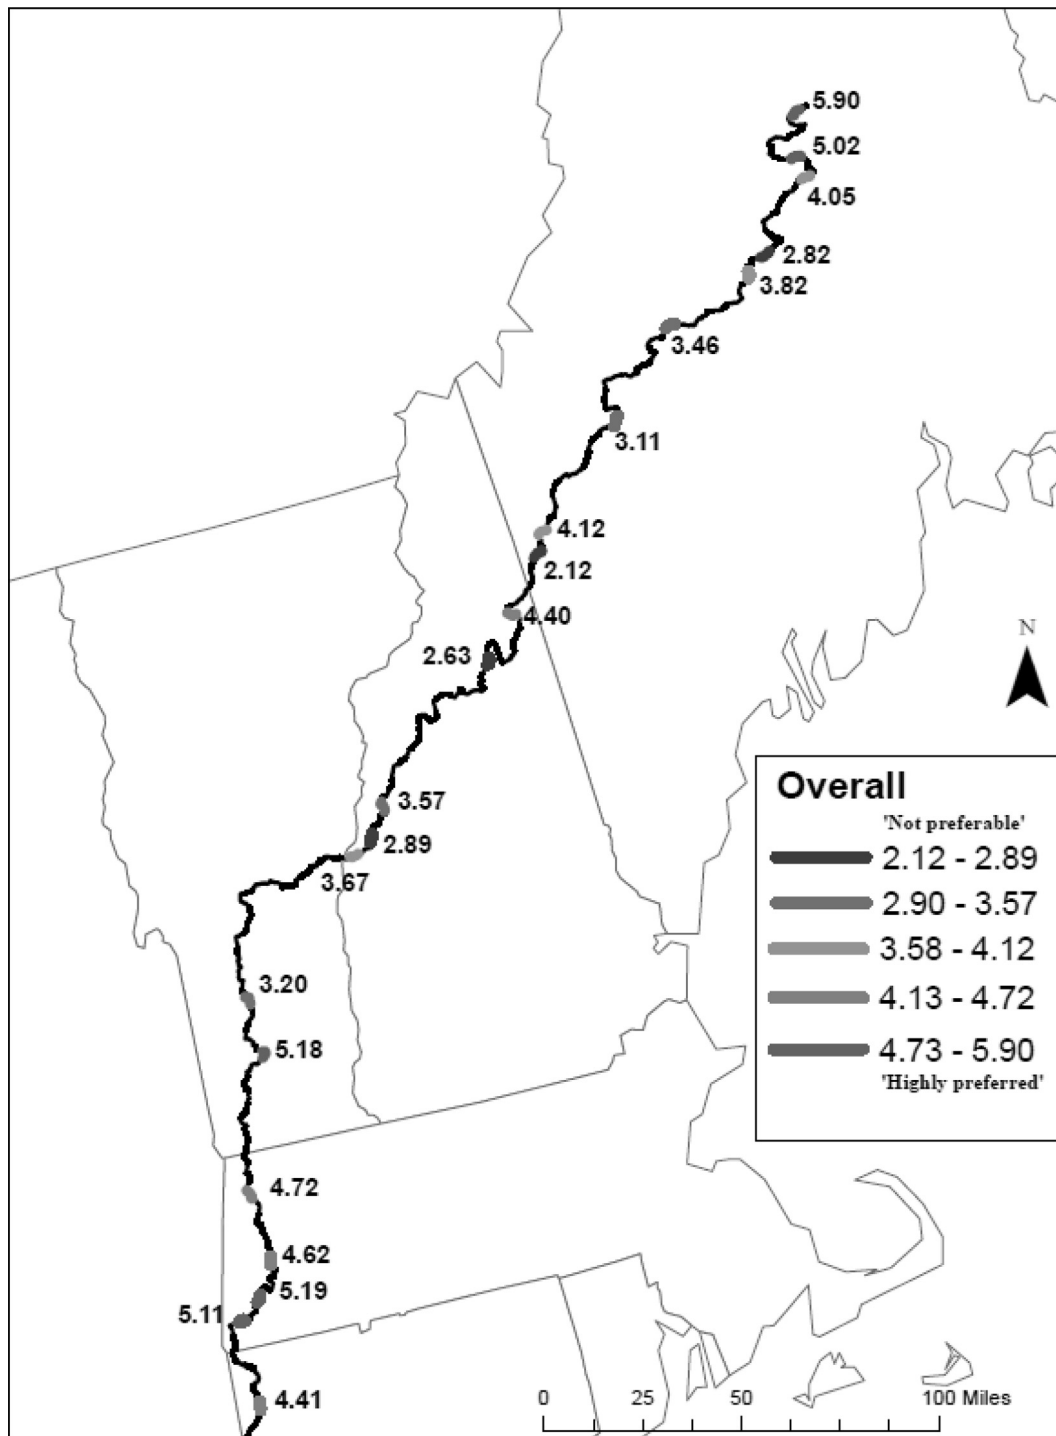 5.90
5.02
4.05
2.82
3.82
3.46
3.11
4.12
2.12
4.40
2.63
N
3.57
2.89
3.67
Overall
'Not preferable'
2.12 - 2.89
2.90 - 3.57
3.58 - 4.12
4.13 - 4.72
4.73 - 5.90
'Highly preferred'
3.20
5.18
4.72
4.62
5.19
5.11
4.41
0 25 50 100 Miles